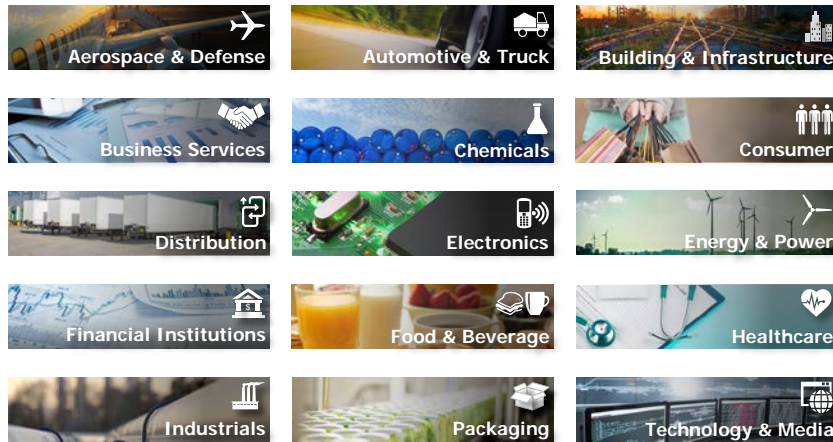 Aerospace & Defense
Automotive & Truck
Building & Infrastructure
Business Services
Chemicals
Consumer
Distribution
Electronics
Energy & Power
Financial Institutions
Food & Beverage
Healthcare
Industrials
Packaging
Technology & Media